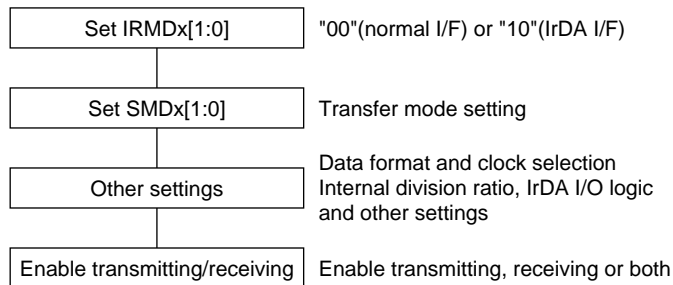 Set IRMDx[1:0]
"00"(normal I/F) or "10"(IrDA I/F)
Set SMDx[1:0]
Transfer mode setting
Other settings
Data format and clock selection
Internal division ratio, IrDA I/O logic
and other settings
Enable transmitting/receiving
Enable transmitting, receiving or both